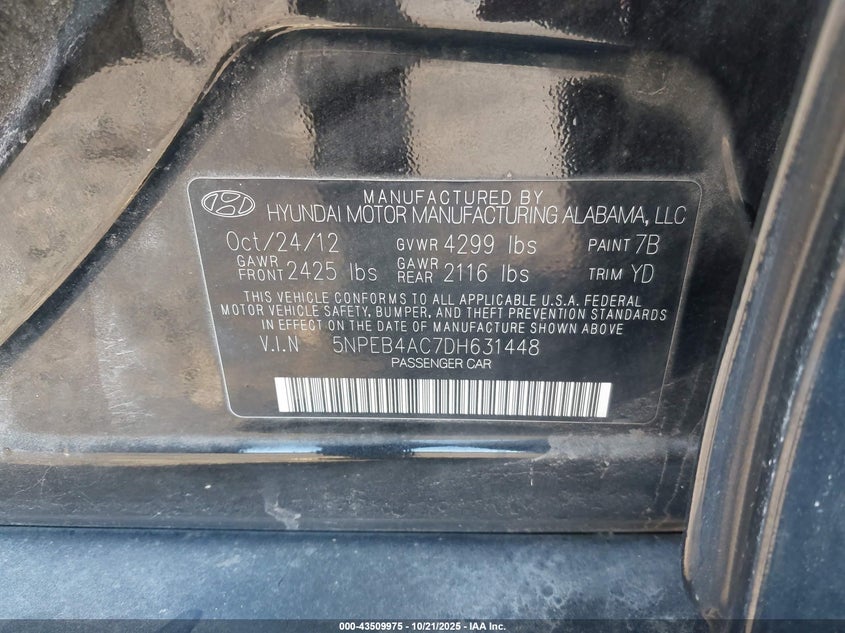 MANUFACTURED BY
HYUNDAI MOTOR MANUFACTURING ALABAMA, LLC
Oct/24/12 GVWR 4299 lbs PAINT 7B
GAWR FRONT 2425 lbs GAWR REAR 2116 lbs TRIM YD
THIS VEHICLE CONFORMS TO ALL APPLICABLE U.S.A. FEDERAL
MOTOR VEHICLE SAFETY, BUMPER, AND THEFT PREVENTION STANDARDS
IN EFFECT ON THE DATE OF MANUFACTURE SHOWN ABOVE
V.I.N 5NPEB4AC7DH631448
PASSENGER CAR
000-43509975 - 10/21/2025 - IAA Inc.